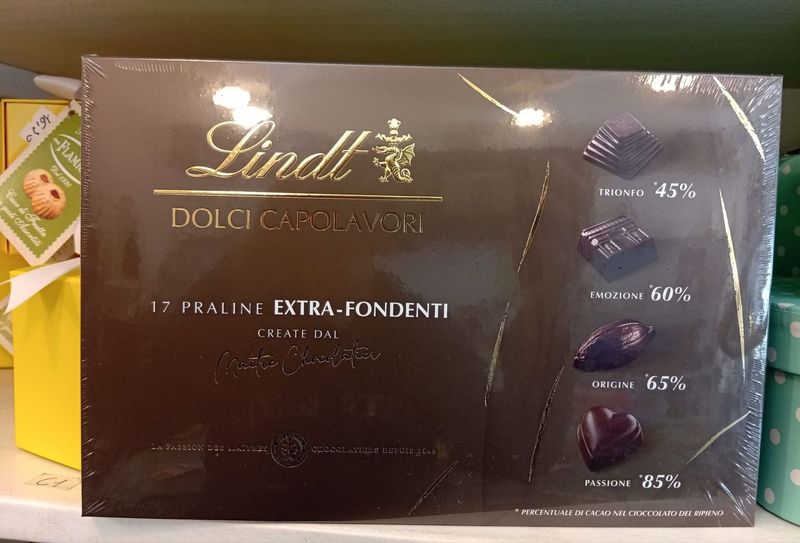 Lindt
DOLCI CAPOLAVORI
17 PRALINE EXTRA-FONDENTI
CREATE DAL
Maître Chocolatier
LA PASSION DES MAÎTRES CHOCOLATIERS DEPUIS 1845
TRIONFO *45%
EMOZIONE *60%
ORIGINE *65%
PASSIONE *85%
* PERCENTUALE DI CACAO NEL CIOCCOLATO DEL RIPIENO